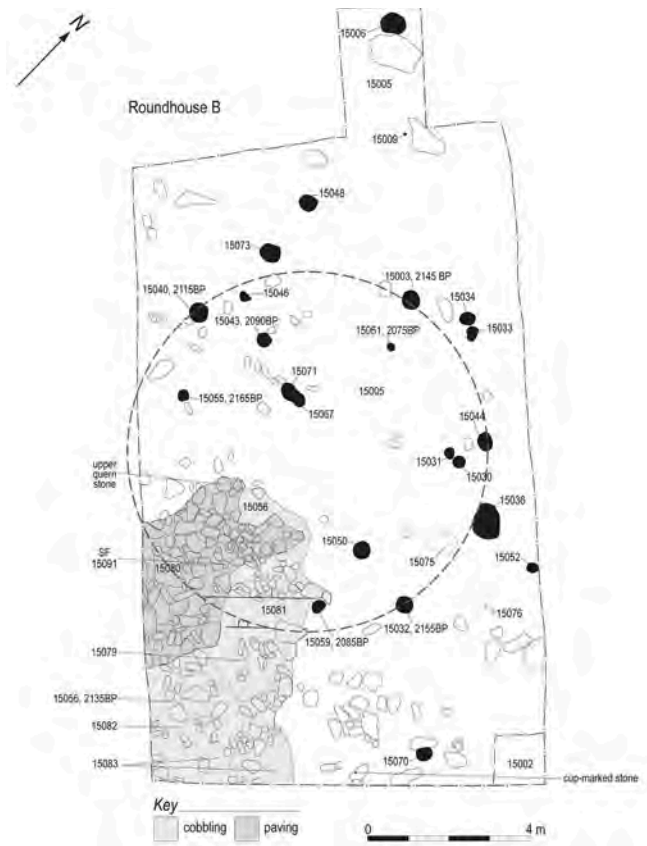 N
15006
15005
Roundhouse B
15009
15048
15073
15040, 2115BP
15046
15003, 2145 BP
15034
15043, 2090BP
15033
15061, 2075BP
15071
15005
15055, 2165BP
15067
15044
upper
quern
stone
15031
15030
15056
15036
15050
SF
15091
15080
15075
15052
15081
15076
15059, 2085BP
15032, 2155BP
15079
15056, 2135BP
15082
15083
15070
15002
cup-marked stone
Key
cobbling
paving
0
4 m